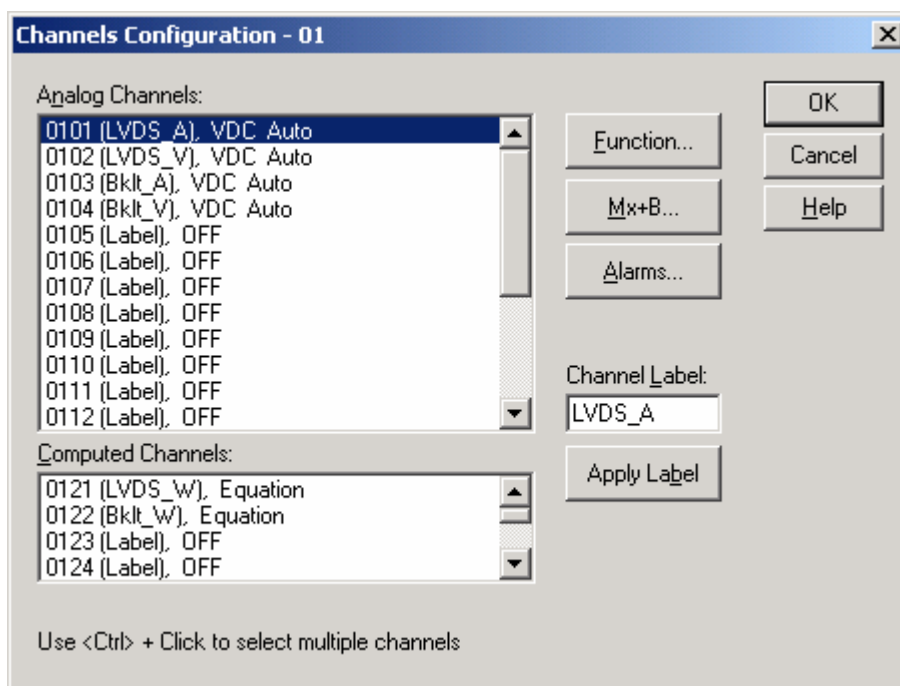 Channels Configuration - 01
Analog Channels:
0101 (LVDS_A), VDC Auto
0102 (LVDS_V), VDC Auto
0103 (Bklt_A), VDC Auto
0104 (Bklt_V), VDC Auto
0105 (Label), OFF
0106 (Label), OFF
0107 (Label), OFF
0108 (Label), OFF
0109 (Label), OFF
0110 (Label), OFF
0111 (Label), OFF
0112 (Label), OFF
Computed Channels:
0121 (LVDS_W), Equation
0122 (Bklt_W), Equation
0123 (Label), OFF
0124 (Label), OFF
Use <Ctrl> + Click to select multiple channels
Function...
Mx+B...
Alarms...
Channel Label:
LVDS_A
Apply Label
OK
Cancel
Help